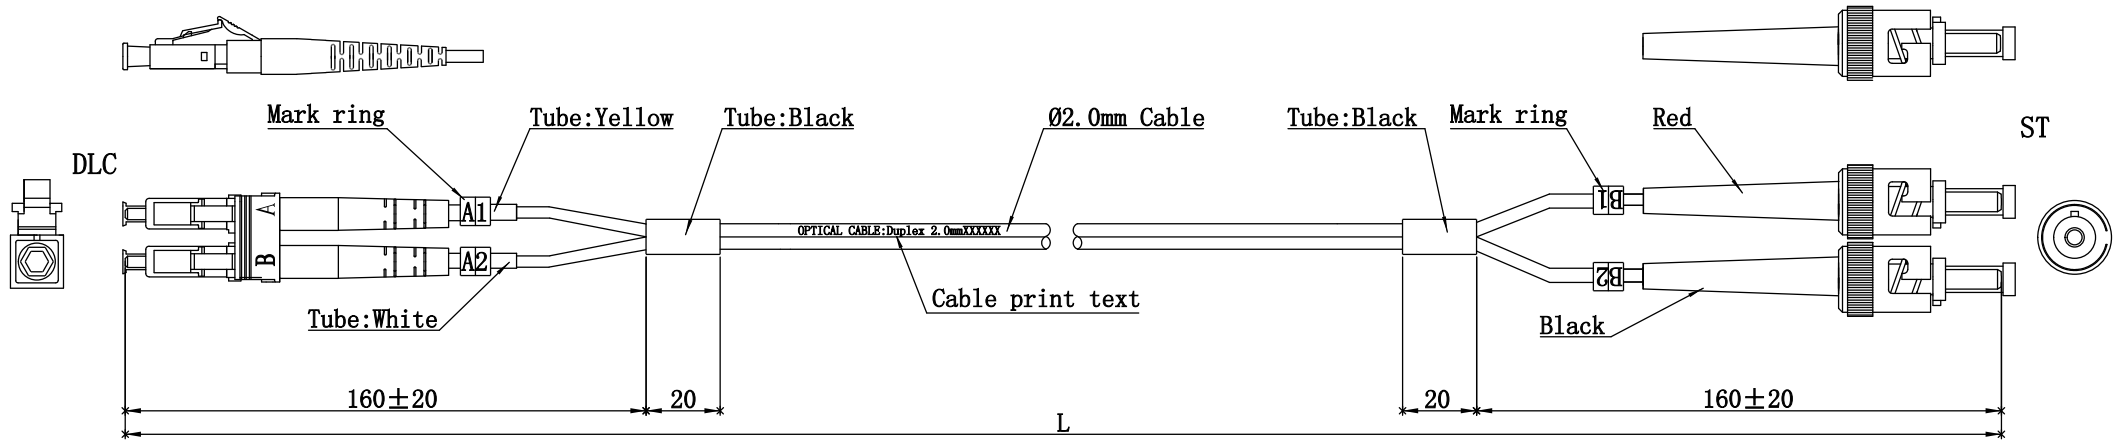 Mark ring
Tube:Yellow
Tube:Black
Ø2.0mm Cable
Tube:Black
Mark ring
Red
ST
DLC
A
A1
B1
OPTICAL CABLE:Duplex 2.0mmXXXXXX
B
A2
B2
Cable print text
Tube:White
Black
160±20
20
20
160±20
L